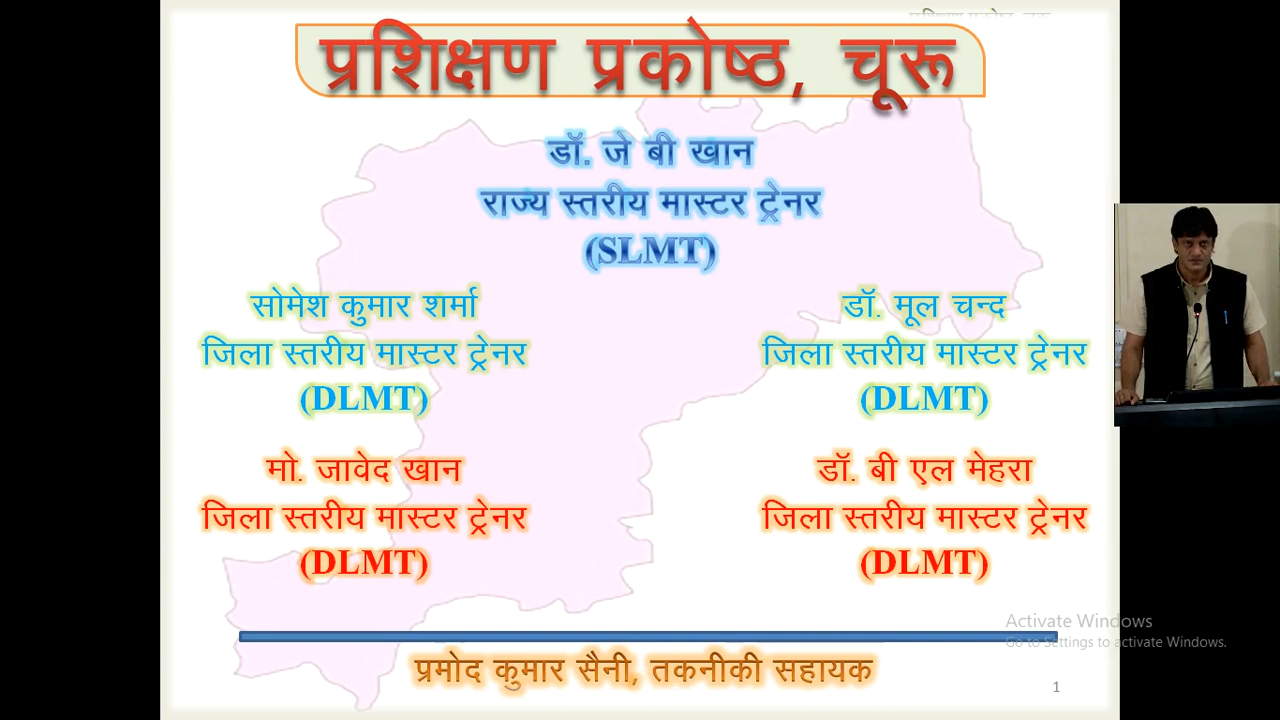 प्रशिक्षण प्रकोष्ठ, चूरू
डॉ. जे बी खान
राज्य स्तरीय मास्टर ट्रेनर
(SLMT)
सोमेश कुमार शर्मा
जिला स्तरीय मास्टर ट्रेनर
(DLMT)
डॉ. मूल चन्द
जिला स्तरीय मास्टर ट्रेनर
(DLMT)
मो. जावेद खान
जिला स्तरीय मास्टर ट्रेनर
(DLMT)
डॉ. बी एल मेहरा
जिला स्तरीय मास्टर ट्रेनर
(DLMT)
Activate Windows
Go to Settings to activate Windows.
प्रमोद कुमार सैनी, तकनीकी सहायक
1